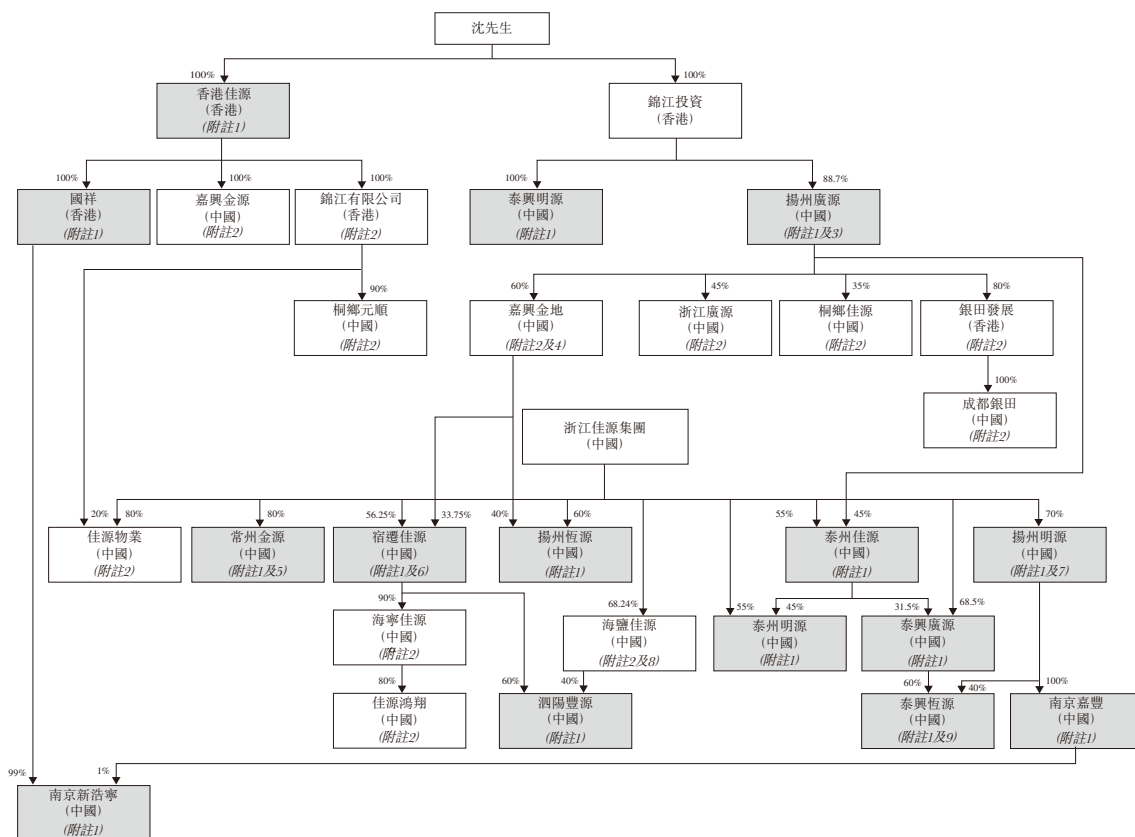 沈先生
100%
100%
香港佳源
(香港)
(附註1)
錦江投資
(香港)
100%
100%
100%
100%
88.7%
國祥
(香港)
(附註1)
嘉興金源
(中國)
(附註2)
錦江有限公司
(香港)
(附註2)
泰興明源
(中國)
(附註1)
揚州廣源
(中國)
(附註1及3)
90%
60%
45%
35%
80%
桐鄉元順
(中國)
(附註2)
嘉興金地
(中國)
(附註2及4)
浙江廣源
(中國)
(附註2)
桐鄉佳源
(中國)
(附註2)
銀田發展
(香港)
(附註2)
100%
成都銀田
(中國)
(附註2)
浙江佳源集團
(中國)
20%
80%
80%
56.25%
33.75%
40%
60%
55%
45%
70%
佳源物業
(中國)
(附註2)
常州金源
(中國)
(附註1及5)
宿遷佳源
(中國)
(附註1及6)
揚州恆源
(中國)
(附註1)
泰州佳源
(中國)
(附註1)
揚州明源
(中國)
(附註1及7)
90%
68.24%
55%
45%
31.5%
68.5%
海寧佳源
(中國)
(附註2)
海鹽佳源
(中國)
(附註2及8)
泰州明源
(中國)
(附註1)
泰興廣源
(中國)
(附註1)
80%
60%
40%
60%
40%
100%
佳源鴻翔
(中國)
(附註2)
泗陽豐源
(中國)
(附註1)
泰興恆源
(中國)
(附註1及9)
南京嘉豐
(中國)
(附註1)
99%
1%
南京新浩寧
(中國)
(附註1)